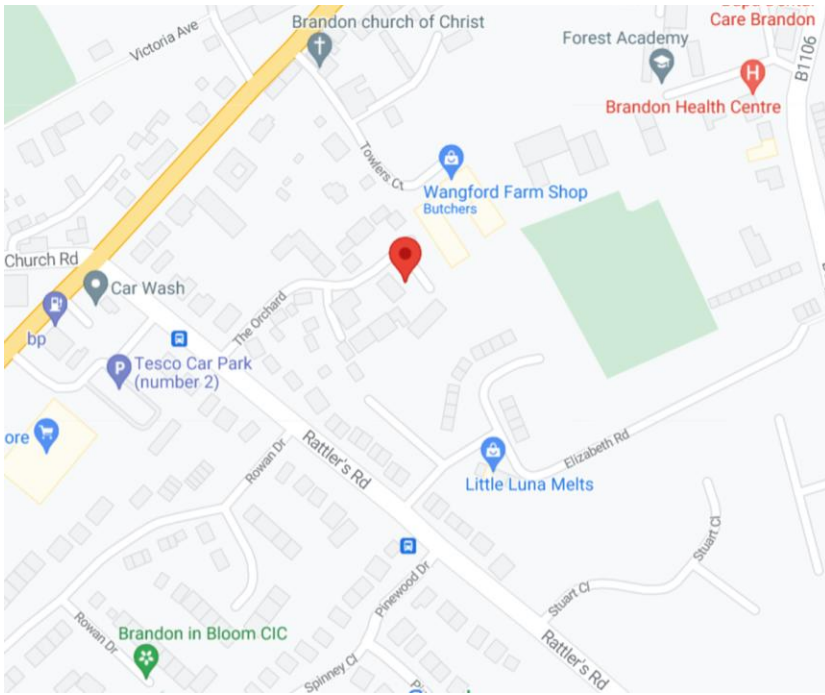 Brandon church of Christ
Care Brandon
Victoria Ave
Forest Academy
B1106
H
Brandon Health Centre
Towlers Ct
Wangford Farm Shop
Butchers
Church Rd
Car Wash
The Orchard
bp
P
Tesco Car Park
(number 2)
ore
Rattler's Rd
Rowan Dr
Elizabeth Rd
Little Luna Melts
Stuart Cl
Pinewood Dr
Stuart Cl
Rowan Dr
Brandon in Bloom CIC
Rattler's Rd
Spinney Cl